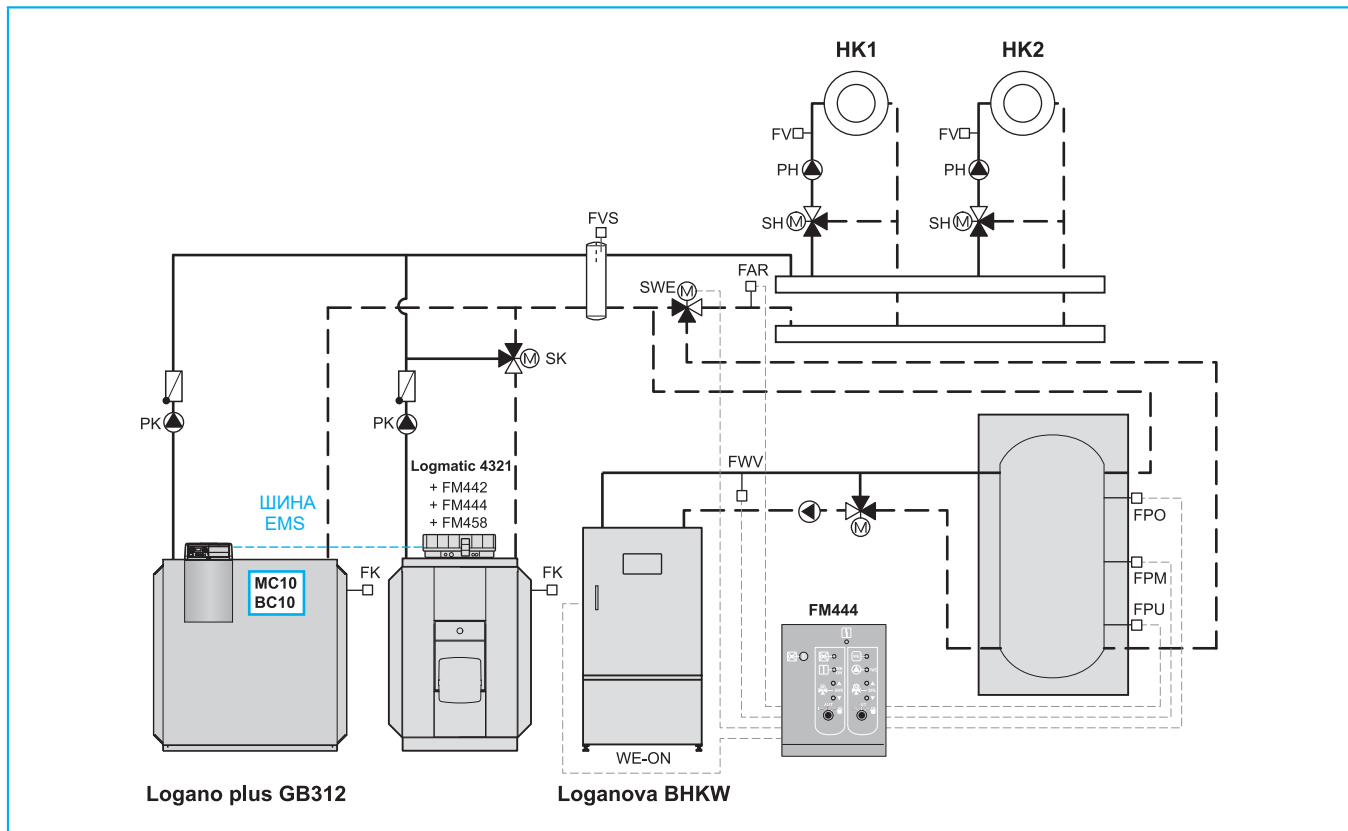 HK1
HK2
FV
FV
PH
PH
SH
M
SH
M
FVS
FAR
SWE
M
M
SK
PK
PK
Logmatic 4321
+ FM442
+ FM444
+ FM458
FWV
ШИНА
EMS
M
FPO
FPM
FPU
MC10
BC10
FK
FK
FM444
WE-ON
Logano plus GB312
Loganova BHKW